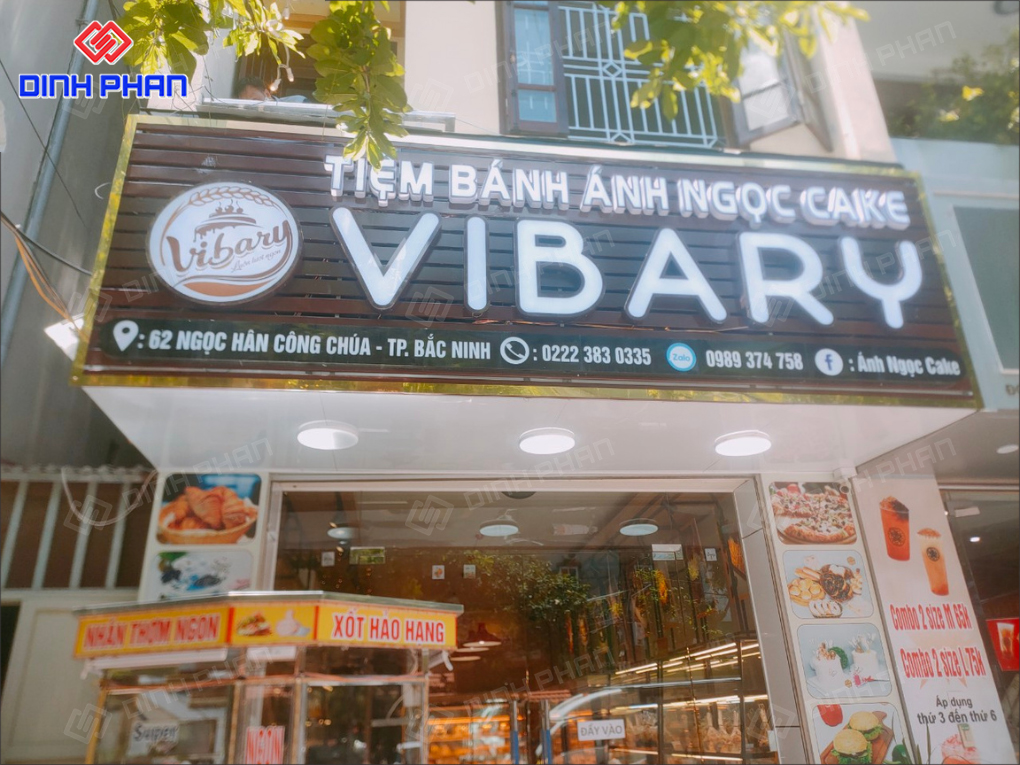 DINH PHAN
TIỆM BÁNH ÁNH NGỌC CAKE
Vibary
VIBARY
: 62 NGỌC HÂN CÔNG CHÚA - TP. BẮC NINH : 0222 383 0335 Zalo 0989 374 758 : Ánh Ngọc Cake
NHÂN THƠM NGON
XỐT HẢO HẠNG
Combo 2 size M 65k
Combo 2 size L 75k
Áp dụng
thứ 3 đến thứ 6
ĐẨY VÀO
NGON